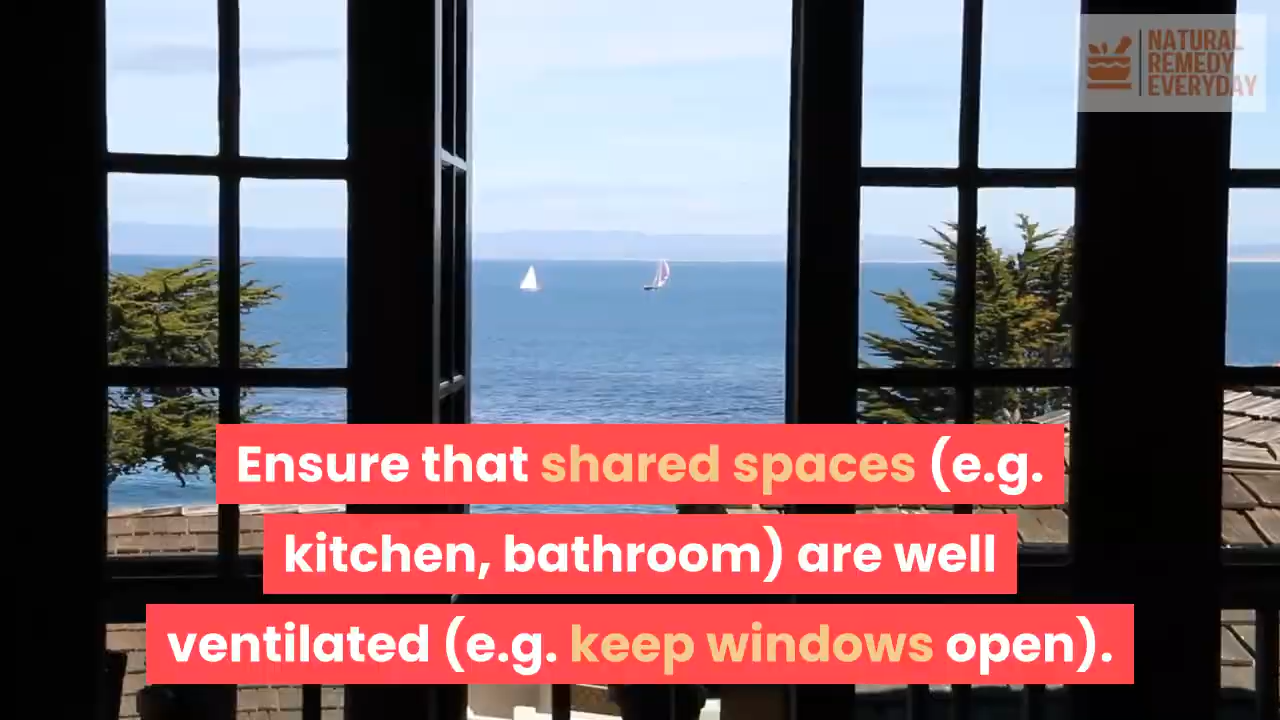 NATURAL
REMEDY
EVERYDAY
Ensure that shared spaces (e.g.
kitchen, bathroom) are well
ventilated (e.g. keep windows open).